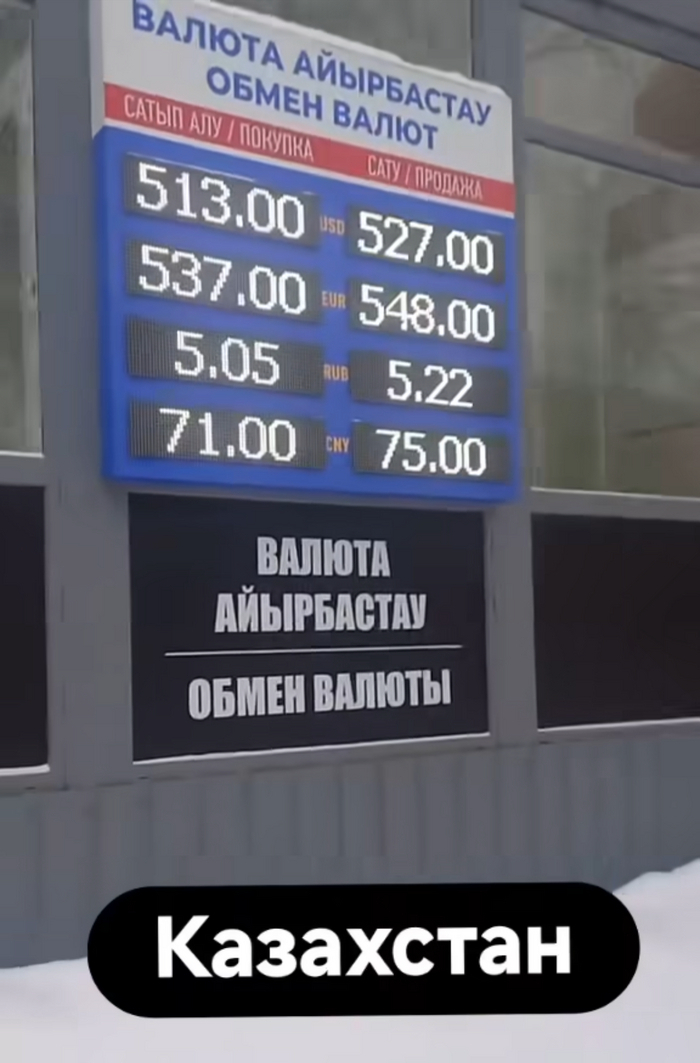 ВАЛЮТА АЙЫРБАСТАУ
ОБМЕН ВАЛЮТ
САТЫП АЛУ / ПОКУПКА САТУ / ПРОДАЖА
513.00 USD 527.00
537.00 EUR 548.00
5.05 RUB 5.22
71.00 CNY 75.00
ВАЛЮТА
АЙЫРБАСТАУ
ОБМЕН ВАЛЮТЫ
Казахстан